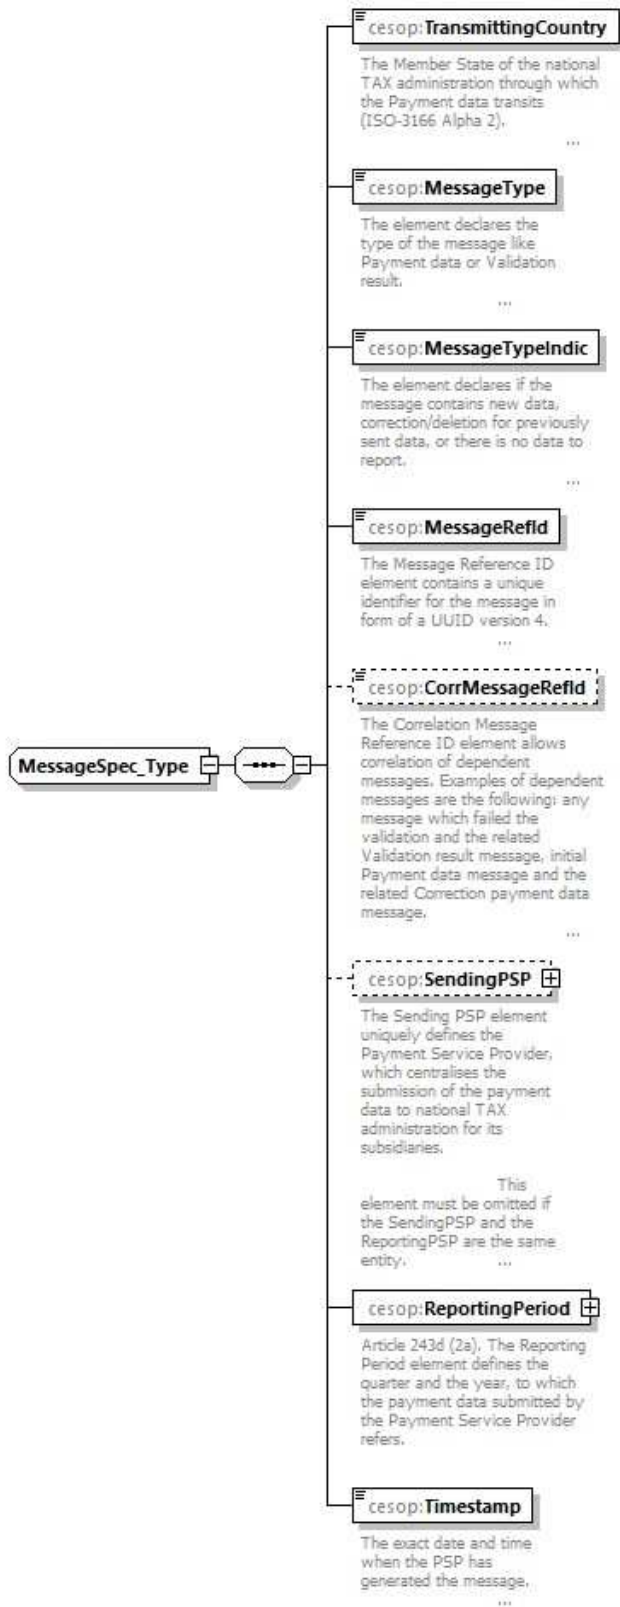 cesop:TransmittingCountry
The Member State of the national
TAX administration through which
the Payment data transits
(ISO-3166 Alpha 2).
...
cesop:MessageType
The element declares the
type of the message like
Payment data or Validation
result.
...
cesop:MessageTypeIndic
The element declares if the
message contains new data,
correction/deletion for previously
sent data, or there is no data to
report.
...
cesop:MessageRefId
The Message Reference ID
element contains a unique
identifier for the message in
form of a UUID version 4.
...
cesop:CorrMessageRefId
The Correlation Message
Reference ID element allows
correlation of dependent
messages. Examples of dependent
messages are the following: any
message which failed the
validation and the related
Validation result message, initial
Payment data message and the
related Correction payment data
message.
...
MessageSpec_Type
cesop:SendingPSP
The Sending PSP element
uniquely defines the
Payment Service Provider,
which centralises the
submission of the payment
data to national TAX
administration for its
subsidiaries.
This
element must be omitted if
the SendingPSP and the
ReportingPSP are the same
entity. ...
cesop:ReportingPeriod
Article 243d (2a). The Reporting
Period element defines the
quarter and the year, to which
the payment data submitted by
the Payment Service Provider
refers.
cesop:Timestamp
The exact date and time
when the PSP has
generated the message.
...